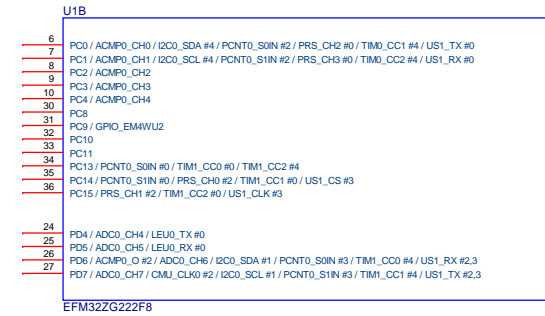 U1B
6 PC0 / ACMP0_CH0 / I2C0_SDA #4 / PCNT0_S0IN #2 / PRS_CH2 #0 / TIM0_CC1 #4 / US1_TX #0
7 PC1 / ACMP0_CH1 / I2C0_SCL #4 / PCNT0_S1IN #2 / PRS_CH3 #0 / TIM0_CC2 #4 / US1_RX #0
8 PC2 / ACMP0_CH2
9 PC3 / ACMP0_CH3
10 PC4 / ACMP0_CH4
30 PC8
31 PC9 / GPIO_EM4WU2
32 PC10
33 PC11
34 PC13 / PCNT0_S0IN #0 / TIM1_CC0 #0 / TIM1_CC2 #4
35 PC14 / PCNT0_S1IN #0 / PRS_CH0 #2 / TIM1_CC1 #0 / US1_CS #3
36 PC15 / PRS_CH1 #2 / TIM1_CC2 #0 / US1_CLK #3
24 PD4 / ADC0_CH4 / LEU0_TX #0
25 PD5 / ADC0_CH5 / LEU0_RX #0
26 PD6 / ACMP0_O #2 / ADC0_CH6 / I2C0_SDA #1 / PCNT0_S0IN #3 / TIM1_CC0 #4 / US1_RX #2,3
27 PD7 / ADC0_CH7 / CMU_CLK0 #2 / I2C0_SCL #1 / PCNT0_S1IN #3 / TIM1_CC1 #4 / US1_TX #2,3
EFM32ZG222F8